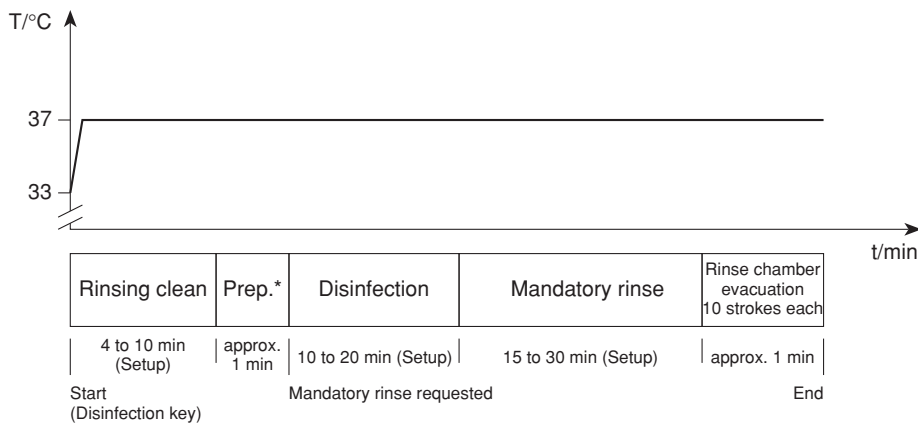 T/°C
37
33
t/min
Rinsing clean
Prep.*
Disinfection
Mandatory rinse
Rinse chamber
evacuation
10 strokes each
4 to 10 min
(Setup)
approx.
1 min
10 to 20 min (Setup)
15 to 30 min (Setup)
approx. 1 min
Start
(Disinfection key)
Mandatory rinse requested
End